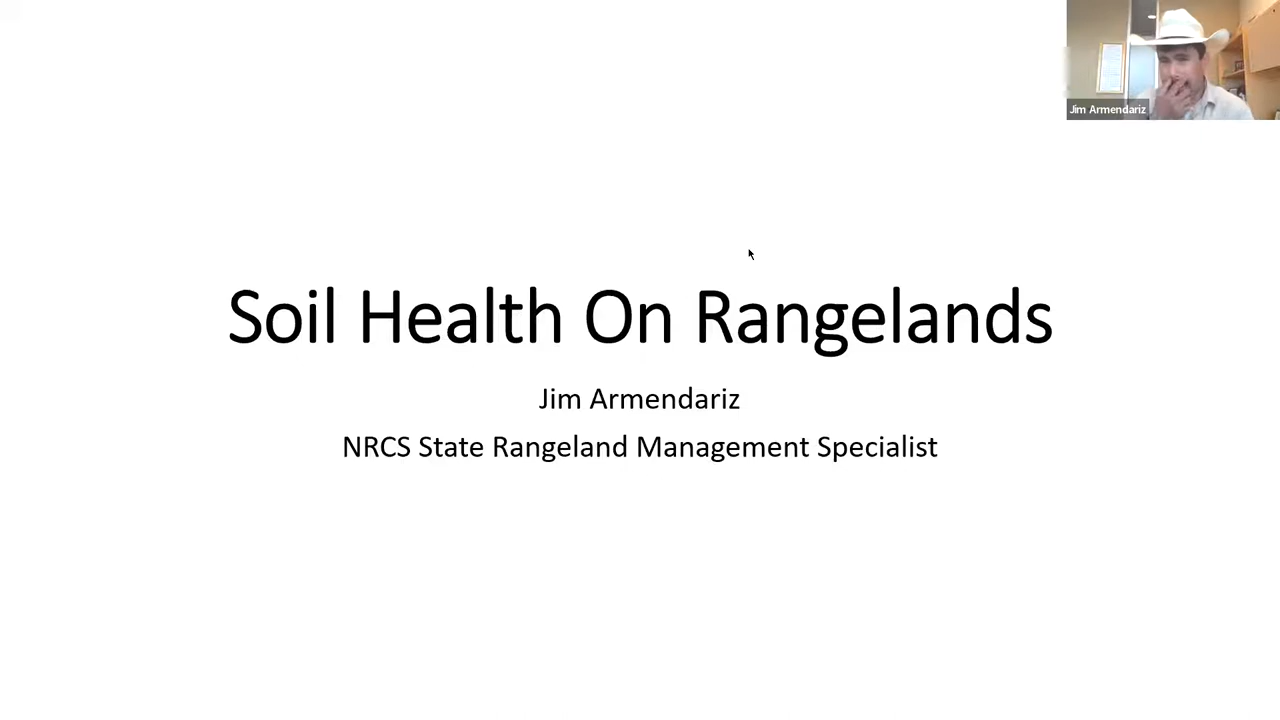 Jim Armendariz
Soil Health On Rangelands
Jim Armendariz
NRCS State Rangeland Management Specialist